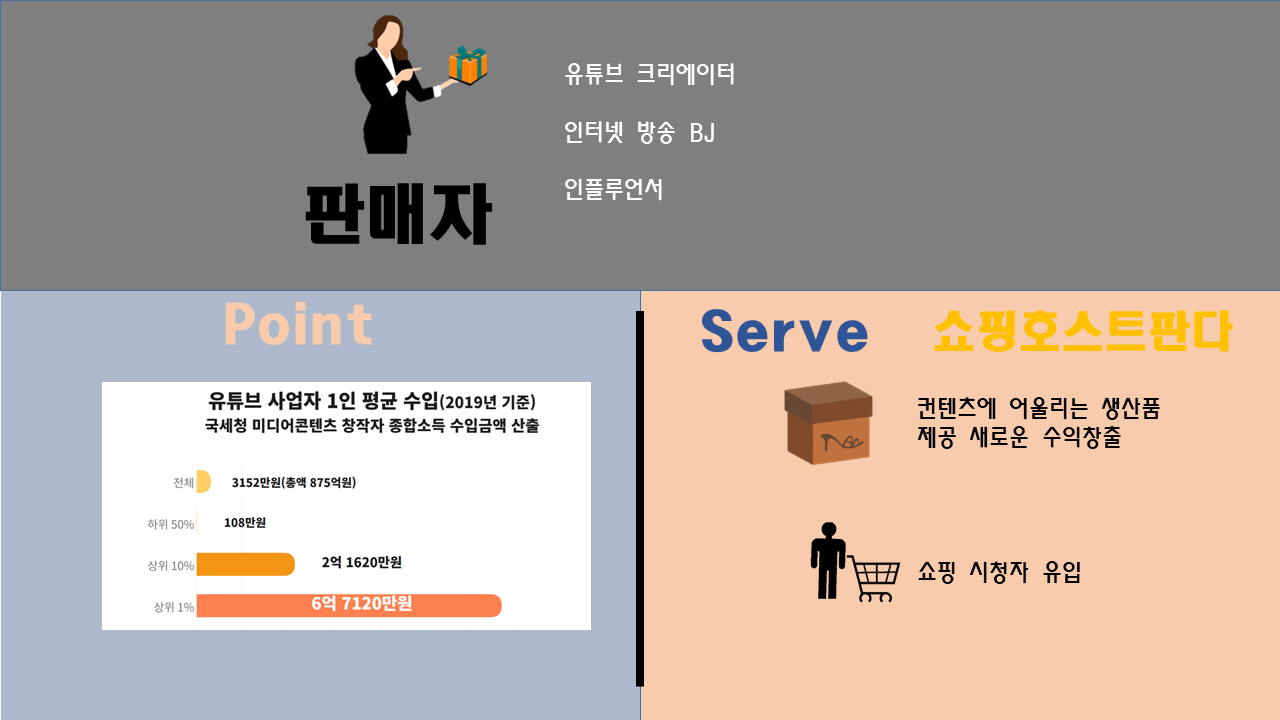 유튜브 크리에이터
인터넷 방송 BJ
인플루언서
판매자
Point
유튜브 사업자 1인 평균 수입(2019년 기준)
국세청 미디어콘텐츠 창작자 종합소득 수입금액 산출
전체 3152만원(총액 875억원)
하위 50% 108만원
상위 10% 2억 1620만원
상위 1% 6억 7120만원
Serve 쇼핑호스트판다
컨텐츠에 어울리는 생산품
제공 새로운 수익창출
쇼핑 시청자 유입